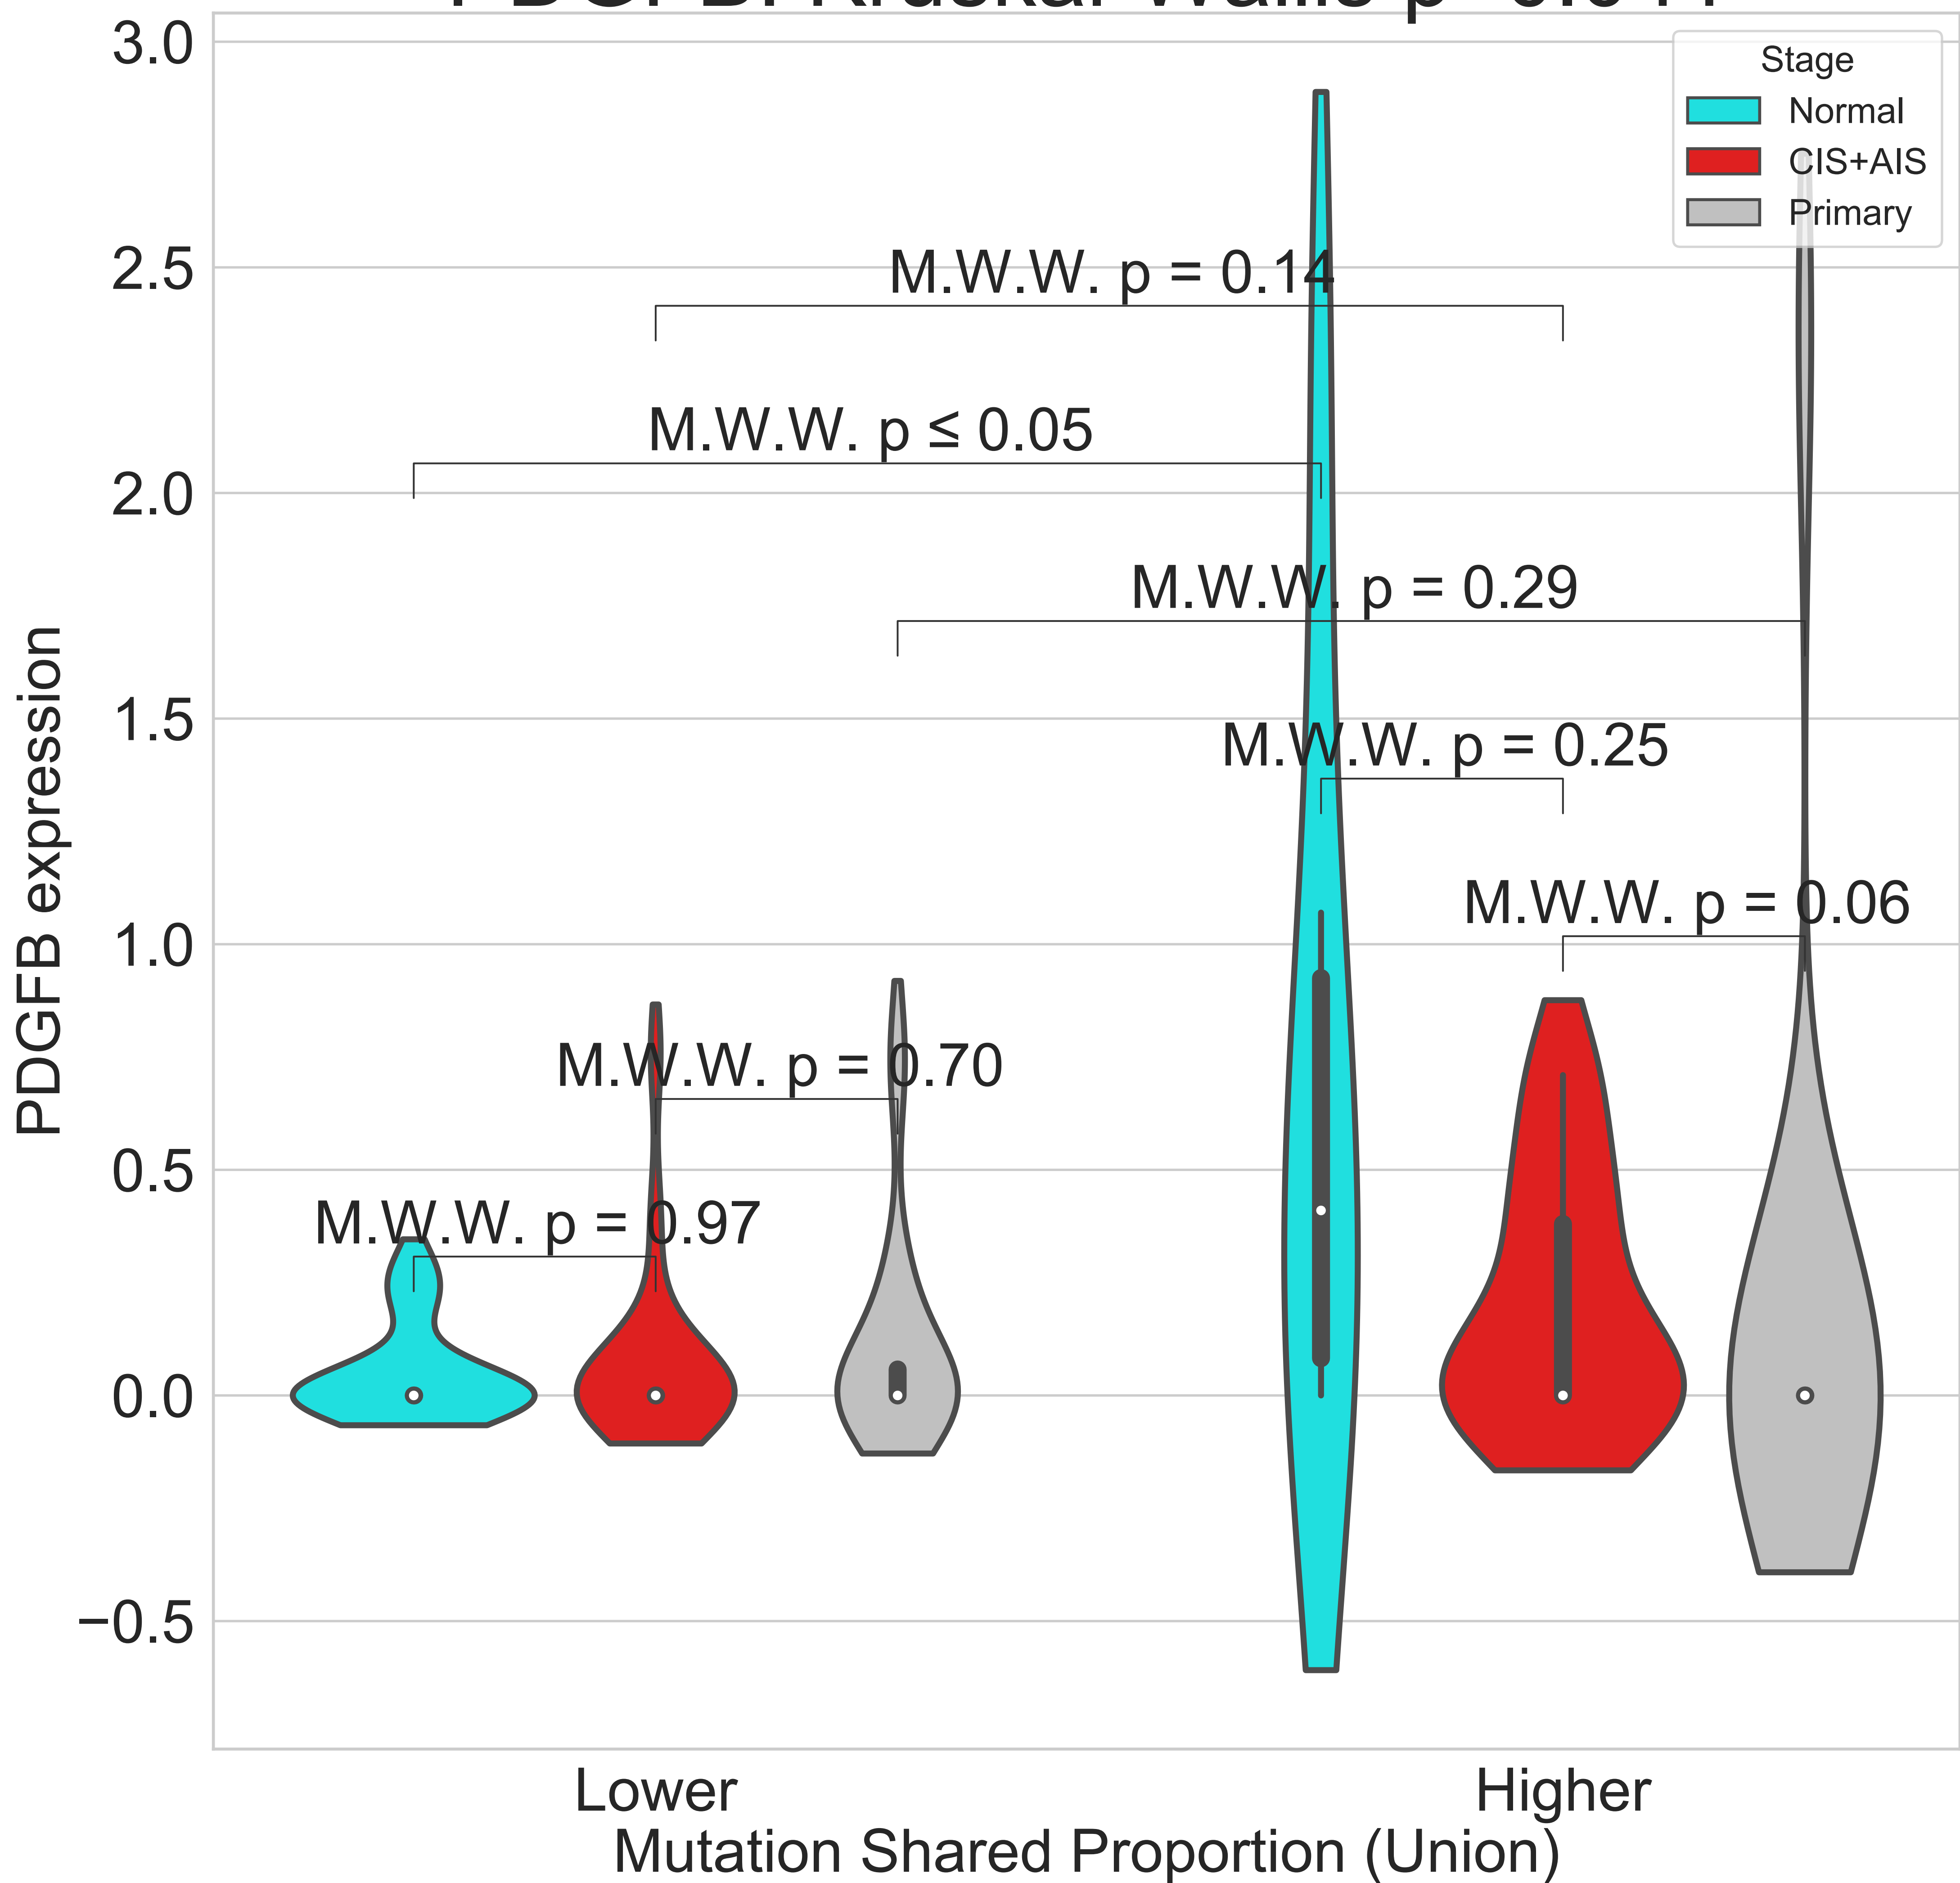 3.0
2.5
2.0
1.5
1.0
0.5
0.0
−0.5
PDGFB expression
Stage
Normal
CIS+AIS
Primary
M.W.W. p = 0.14
M.W.W. p ≤ 0.05
M.W.W. p = 0.29
M.W.W. p = 0.25
M.W.W. p = 0.06
M.W.W. p = 0.70
M.W.W. p = 0.97
Lower
Higher
Mutation Shared Proportion (Union)